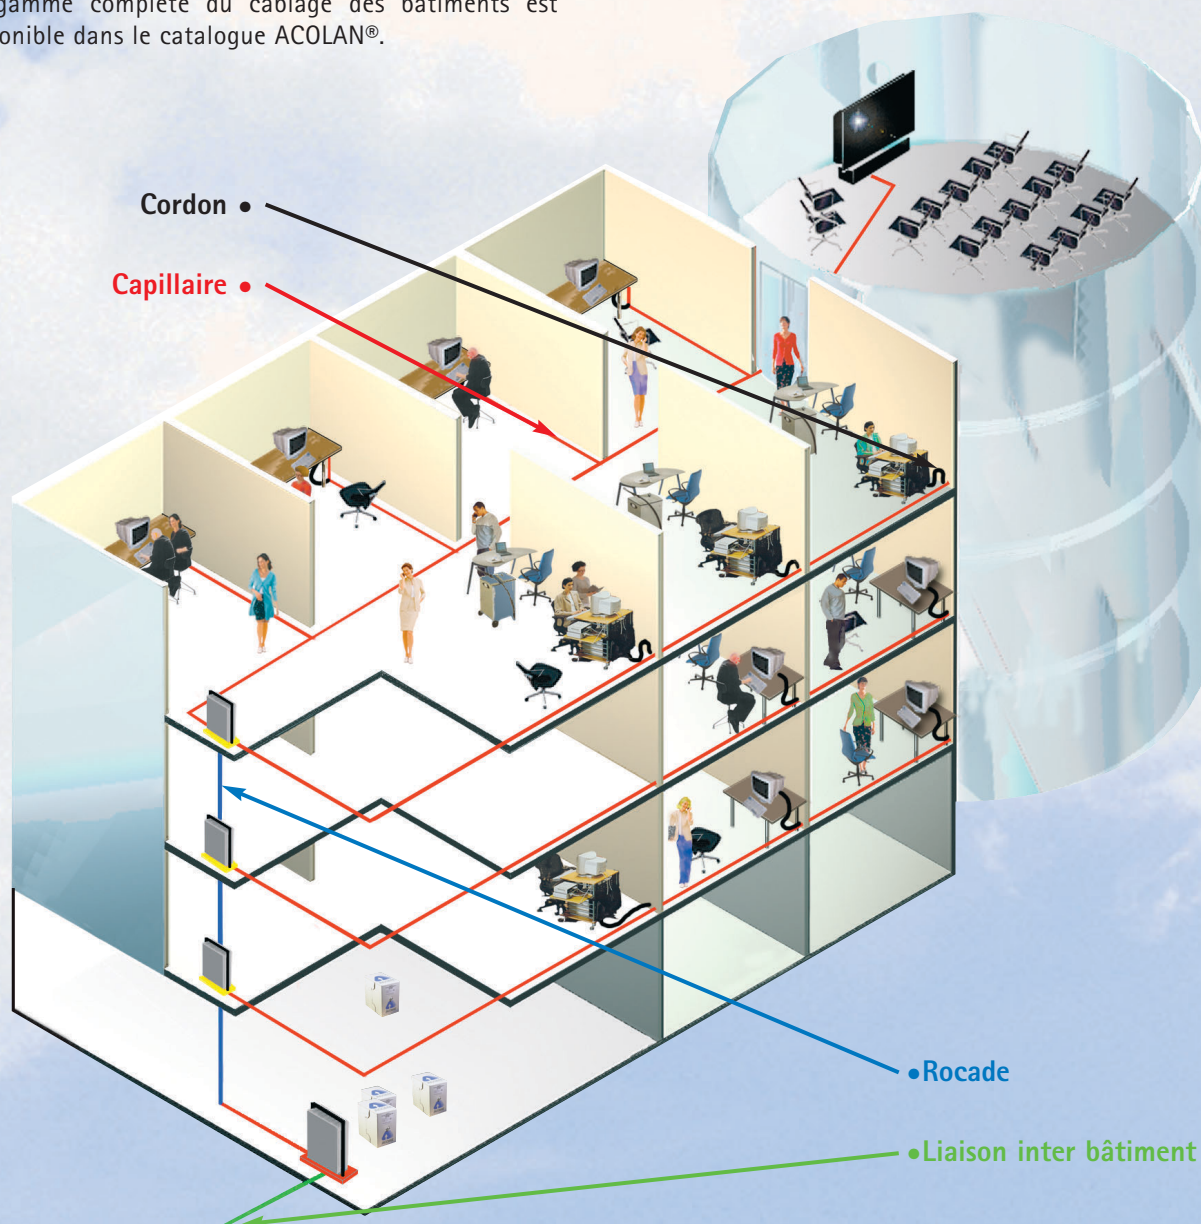 gamme complète du câblage des bâtiments est
onible dans le catalogue ACOLAN®.
Cordon •
Capillaire •
•Rocade
•Liaison inter bâtiment